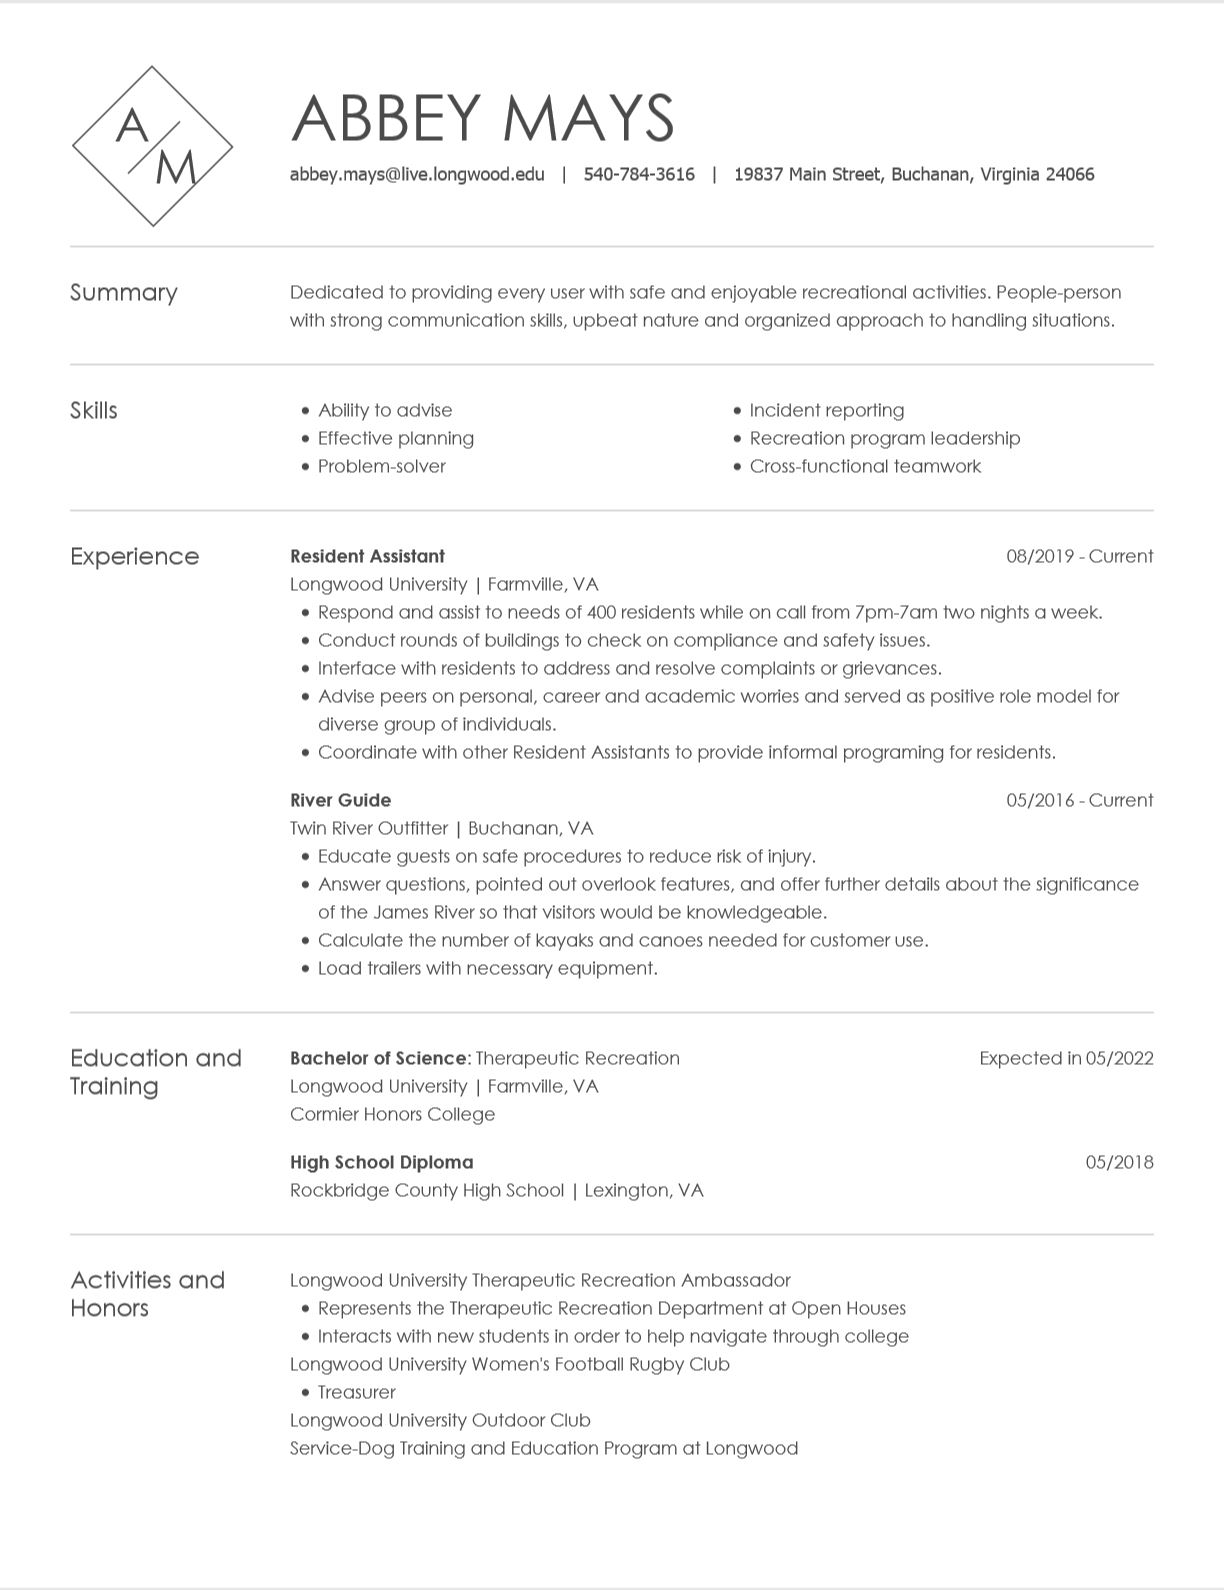 A
M
ABBEY MAYS
abbey.mays@live.longwood.edu | 540-784-3616 | 19837 Main Street, Buchanan, Virginia 24066
Summary
Dedicated to providing every user with safe and enjoyable recreational activities. People-person
with strong communication skills, upbeat nature and organized approach to handling situations.
Skills
• Ability to advise
• Effective planning
• Problem-solver
• Incident reporting
• Recreation program leadership
• Cross-functional teamwork
Experience
Resident Assistant 08/2019 - Current
Longwood University | Farmville, VA
• Respond and assist to needs of 400 residents while on call from 7pm-7am two nights a week.
• Conduct rounds of buildings to check on compliance and safety issues.
• Interface with residents to address and resolve complaints or grievances.
• Advise peers on personal, career and academic worries and served as positive role model for
diverse group of individuals.
• Coordinate with other Resident Assistants to provide informal programing for residents.
River Guide 05/2016 - Current
Twin River Outfitter | Buchanan, VA
• Educate guests on safe procedures to reduce risk of injury.
• Answer questions, pointed out overlook features, and offer further details about the significance
of the James River so that visitors would be knowledgeable.
• Calculate the number of kayaks and canoes needed for customer use.
• Load trailers with necessary equipment.
Education and
Training
Bachelor of Science: Therapeutic Recreation Expected in 05/2022
Longwood University | Farmville, VA
Cormier Honors College
High School Diploma 05/2018
Rockbridge County High School | Lexington, VA
Activities and
Honors
Longwood University Therapeutic Recreation Ambassador
• Represents the Therapeutic Recreation Department at Open Houses
• Interacts with new students in order to help navigate through college
Longwood University Women's Football Rugby Club
• Treasurer
Longwood University Outdoor Club
Service-Dog Training and Education Program at Longwood